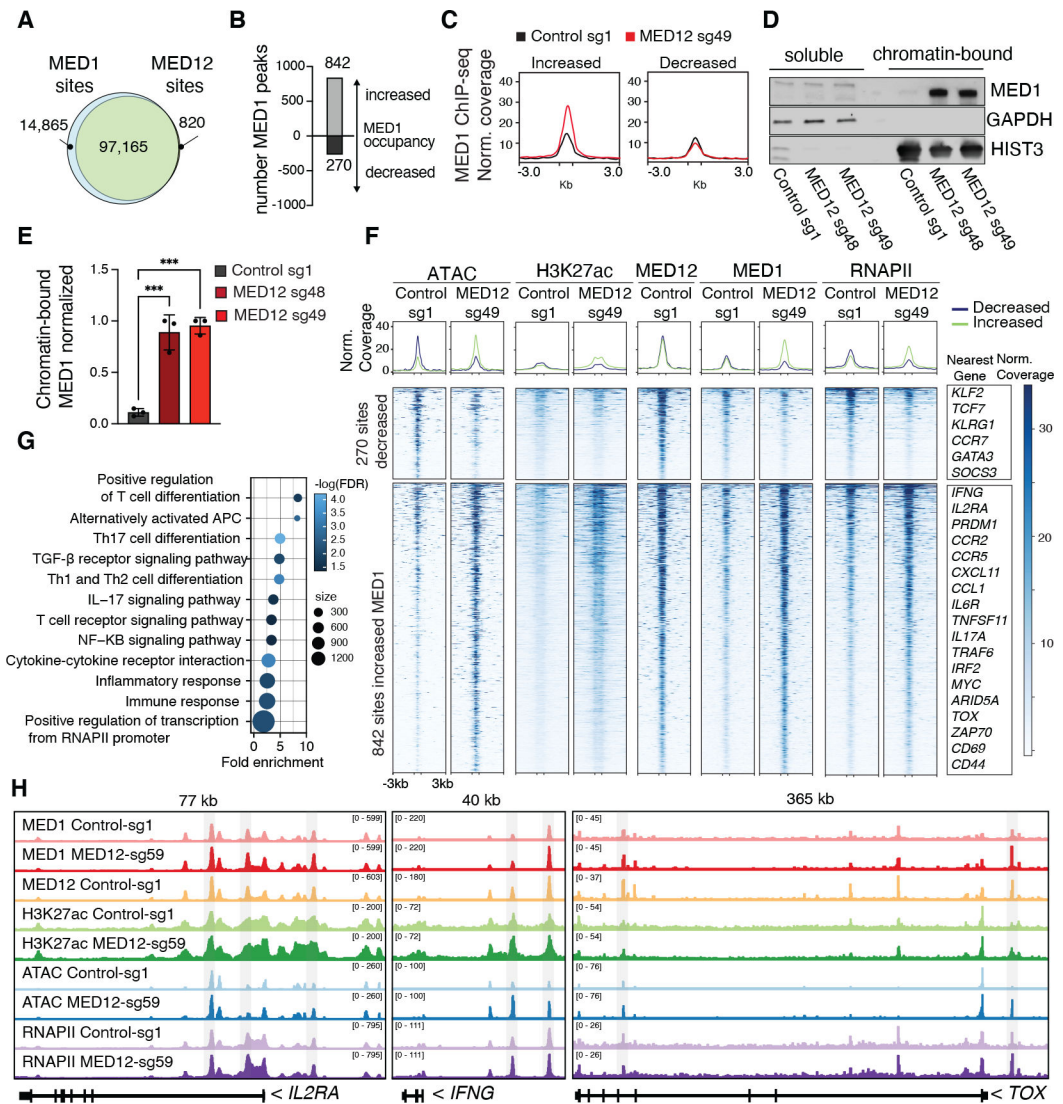 A
MED1
sites
MED12
sites
14,865
820
97,165
B
number MED1 peaks
1000
500
0
-500
-1000
842
270
increased
MED1
occupancy
decreased
C
Control sg1
MED12 sg49
MED1 ChIP-seq
Norm. coverage
Increased
Decreased
40
30
20
10
40
30
20
10
-3.0
3.0
Kb
-3.0
3.0
Kb
D
soluble
chromatin-bound
MED1
GAPDH
HIST3
Control sg1
MED12 sg48
MED12 sg49
Control sg1
MED12 sg48
MED12 sg49
E
Chromatin-bound
MED1 normalized
1.5
1.0
0.5
0.0
***
***
Control sg1
MED12 sg48
MED12 sg49
F
ATAC
H3K27ac
MED12
MED1
RNAPII
Control
sg1
MED12
sg49
Control
sg1
MED12
sg49
Control
sg1
Control
sg1
MED12
sg49
Control
sg1
MED12
sg49
Norm.
Coverage
40
20
0
Decreased
Increased
Nearest
Gene
Norm.
Coverage
270 sites
decreased
KLF2
TCF7
KLRG1
CCR7
GATA3
SOCS3
842 sites increased MED1
IFNG
IL2RA
PRDM1
CCR2
CCR5
CXCL11
CCL1
IL6R
TNFSF11
IL17A
TRAF6
IRF2
MYC
ARID5A
TOX
ZAP70
CD69
CD44
30
20
10
-3kb
3kb
G
Positive regulation
of T cell differentiation
Alternatively activated APC
Th17 cell differentiation
TGF-β receptor signaling pathway
Th1 and Th2 cell differentiation
IL−17 signaling pathway
T cell receptor signaling pathway
NF−KB signaling pathway
Cytokine-cytokine receptor interaction
Inflammatory response
Immune response
Positive regulation of transcription
from RNAPII promoter
0
5
10
Fold enrichment
-log(FDR)
4.0
3.5
3.0
2.5
2.0
1.5
size
300
600
900
1200
H
77 kb
40 kb
365 kb
MED1 Control-sg1
[0 - 599]
[0 - 220]
[0 - 45]
MED1 MED12-sg59
[0 - 599]
[0 - 220]
[0 - 45]
MED12 Control-sg1
[0 - 603]
[0 - 180]
[0 - 37]
H3K27ac Control-sg1
[0 - 200]
[0 - 72]
[0 - 54]
H3K27ac MED12-sg59
[0 - 200]
[0 - 72]
[0 - 54]
ATAC Control-sg1
[0 - 260]
[0 - 100]
[0 - 76]
ATAC MED12-sg59
[0 - 260]
[0 - 100]
[0 - 76]
RNAPII Control-sg1
[0 - 795]
[0 - 111]
[0 - 26]
RNAPII MED12-sg59
[0 - 795]
[0 - 111]
[0 - 26]
< IL2RA
< IFNG
< TOX